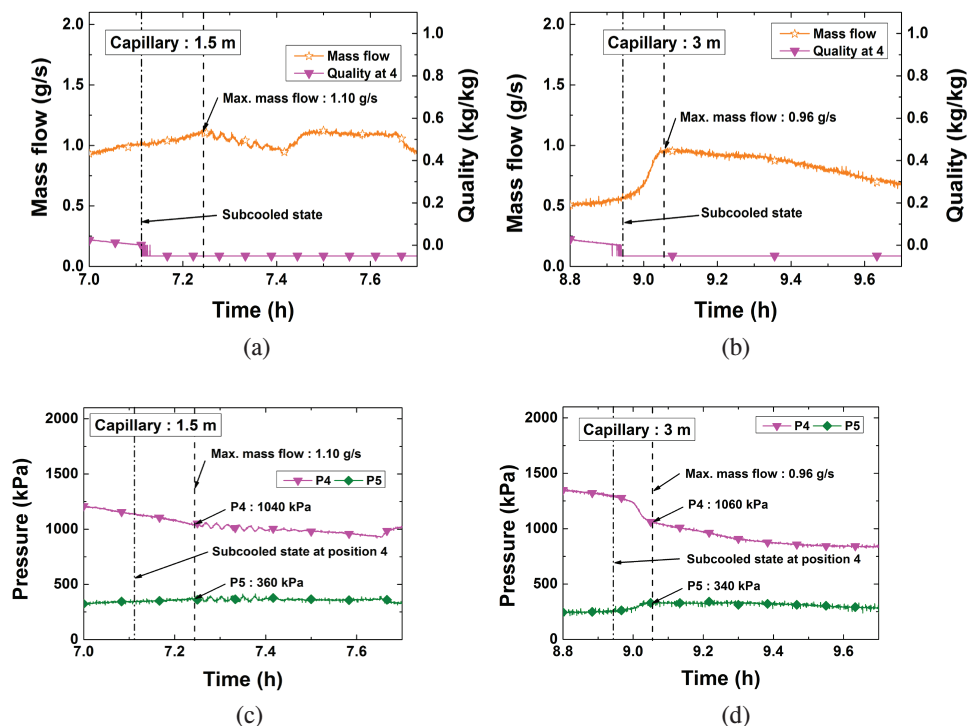 Capillary : 1.5 m
Mass flow
Quality at 4
Max. mass flow : 1.10 g/s
Subcooled state
Mass flow (g/s)
2.0
1.5
1.0
0.5
0.0
Quality (kg/kg)
1.0
0.8
0.6
0.4
0.2
0.0
7.0 7.2 7.4 7.6
Time (h)
(a)
Capillary : 3 m
Mass flow
Quality at 4
Max. mass flow : 0.96 g/s
Subcooled state
Mass flow (g/s)
2.0
1.5
1.0
0.5
0.0
Quality (kg/kg)
1.0
0.8
0.6
0.4
0.2
0.0
8.8 9.0 9.2 9.4 9.6
Time (h)
(b)
Capillary : 1.5 m
Max. mass flow : 1.10 g/s
P4 P5
P4 : 1040 kPa
Subcooled state at position 4
P5 : 360 kPa
Pressure (kPa)
2000
1500
1000
500
0
7.0 7.2 7.4 7.6
Time (h)
(c)
P4 P5
Capillary : 3 m
Max. mass flow : 0.96 g/s
P4 : 1060 kPa
Subcooled state at position 4
P5 : 340 kPa
Pressure (kPa)
2000
1500
1000
500
0
8.8 9.0 9.2 9.4 9.6
Time (h)
(d)